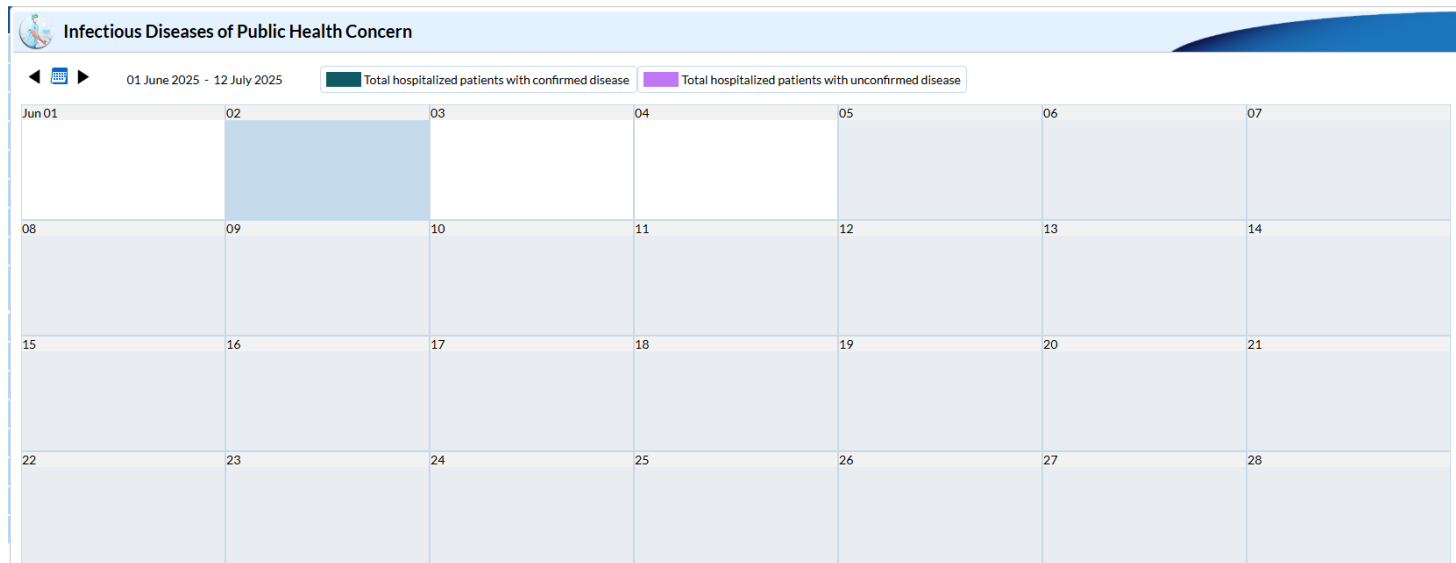 Infectious Diseases of Public Health Concern
01 June 2025 - 12 July 2025 Total hospitalized patients with confirmed disease Total hospitalized patients with unconfirmed disease
Jun 01 02 03 04 05 06 07
08 09 10 11 12 13 14
15 16 17 18 19 20 21
22 23 24 25 26 27 28